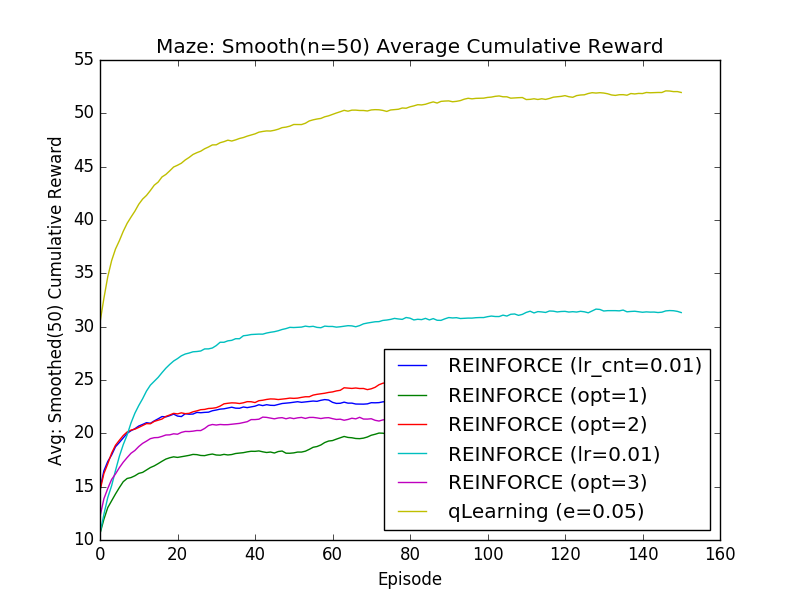 Maze: Smooth(n=50) Average Cumulative Reward
55
50
45
40
35
30
25
20
15
10
Avg: Smoothed(50) Cumulative Reward
REINFORCE (lr_cnt=0.01)
REINFORCE (opt=1)
REINFORCE (opt=2)
REINFORCE (lr=0.01)
REINFORCE (opt=3)
qLearning (e=0.05)
0 20 40 60 80 100 120 140 160
Episode